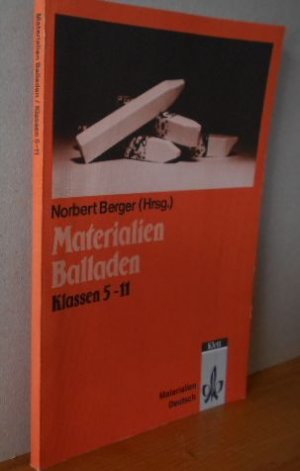 Materialien Balladen / Klassen 5-11
Norbert Berger (Hrsg.)
Materialien
Balladen
Klassen 5-11
Klett
Materialien
Deutsch